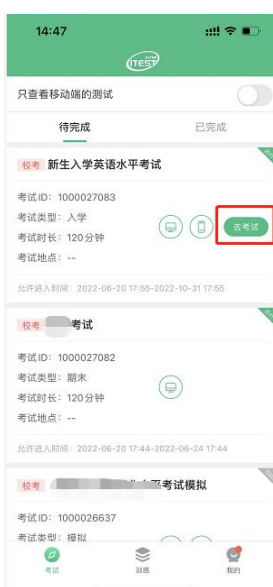 14:47
iTEST
只查看移动端的测试
待完成 已完成
校考 新生入学英语水平考试
考试ID: 1000027083
考试类型: 入学
考试时长: 120分钟
去考试
考试地点: --
允许进入时间: 2022-06-20 17:55-2022-10-31 17:55
校考 考试
考试ID: 1000027082
考试类型: 期末
考试时长: 120分钟
考试地点: --
允许进入时间: 2022-06-20 17:44-2022-06-24 17:44
校考 平考试模拟
考试ID: 1000026637
考试类型: 模拟
考试 训练 我的